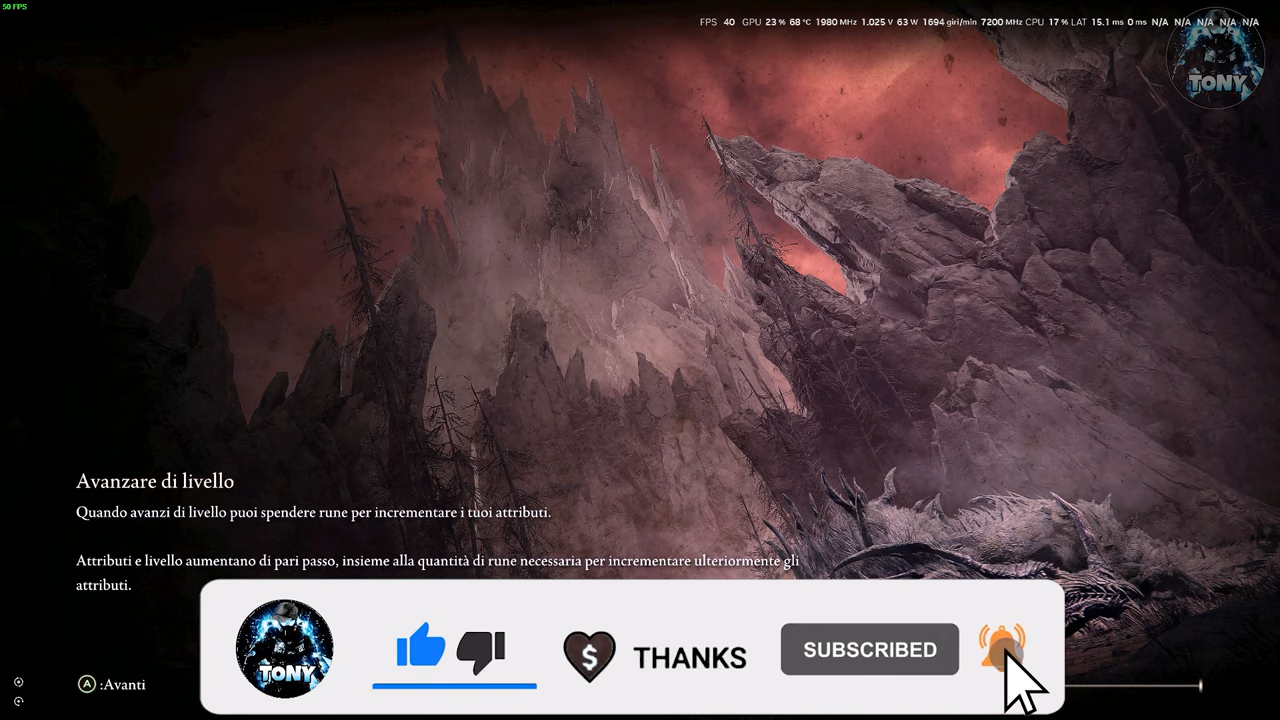 50 FPS
FPS 40 GPU 23 % 68 °C 1980 MHz 1.025 V 63 W 1694 giri/min 7200 MHz CPU 17 % LAT 15.1 ms 0 ms N/A N/A N/A N/A N/A
TONY
Avanzare di livello
Quando avanzi di livello puoi spendere rune per incrementare i tuoi attributi.
Attributi e livello aumentano di pari passo, insieme alla quantità di rune necessaria per incrementare ulteriormente gli
attributi.
TONY
$ THANKS
SUBSCRIBED
A :Avanti